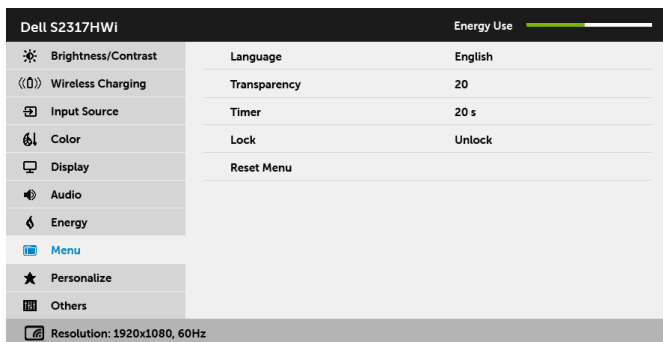 Dell S2317HWi Energy Use
Brightness/Contrast Language English
Wireless Charging Transparency 20
Input Source Timer 20 s
Color Lock Unlock
Display Reset Menu
Audio
Energy
Menu
Personalize
Others
Resolution: 1920x1080, 60Hz